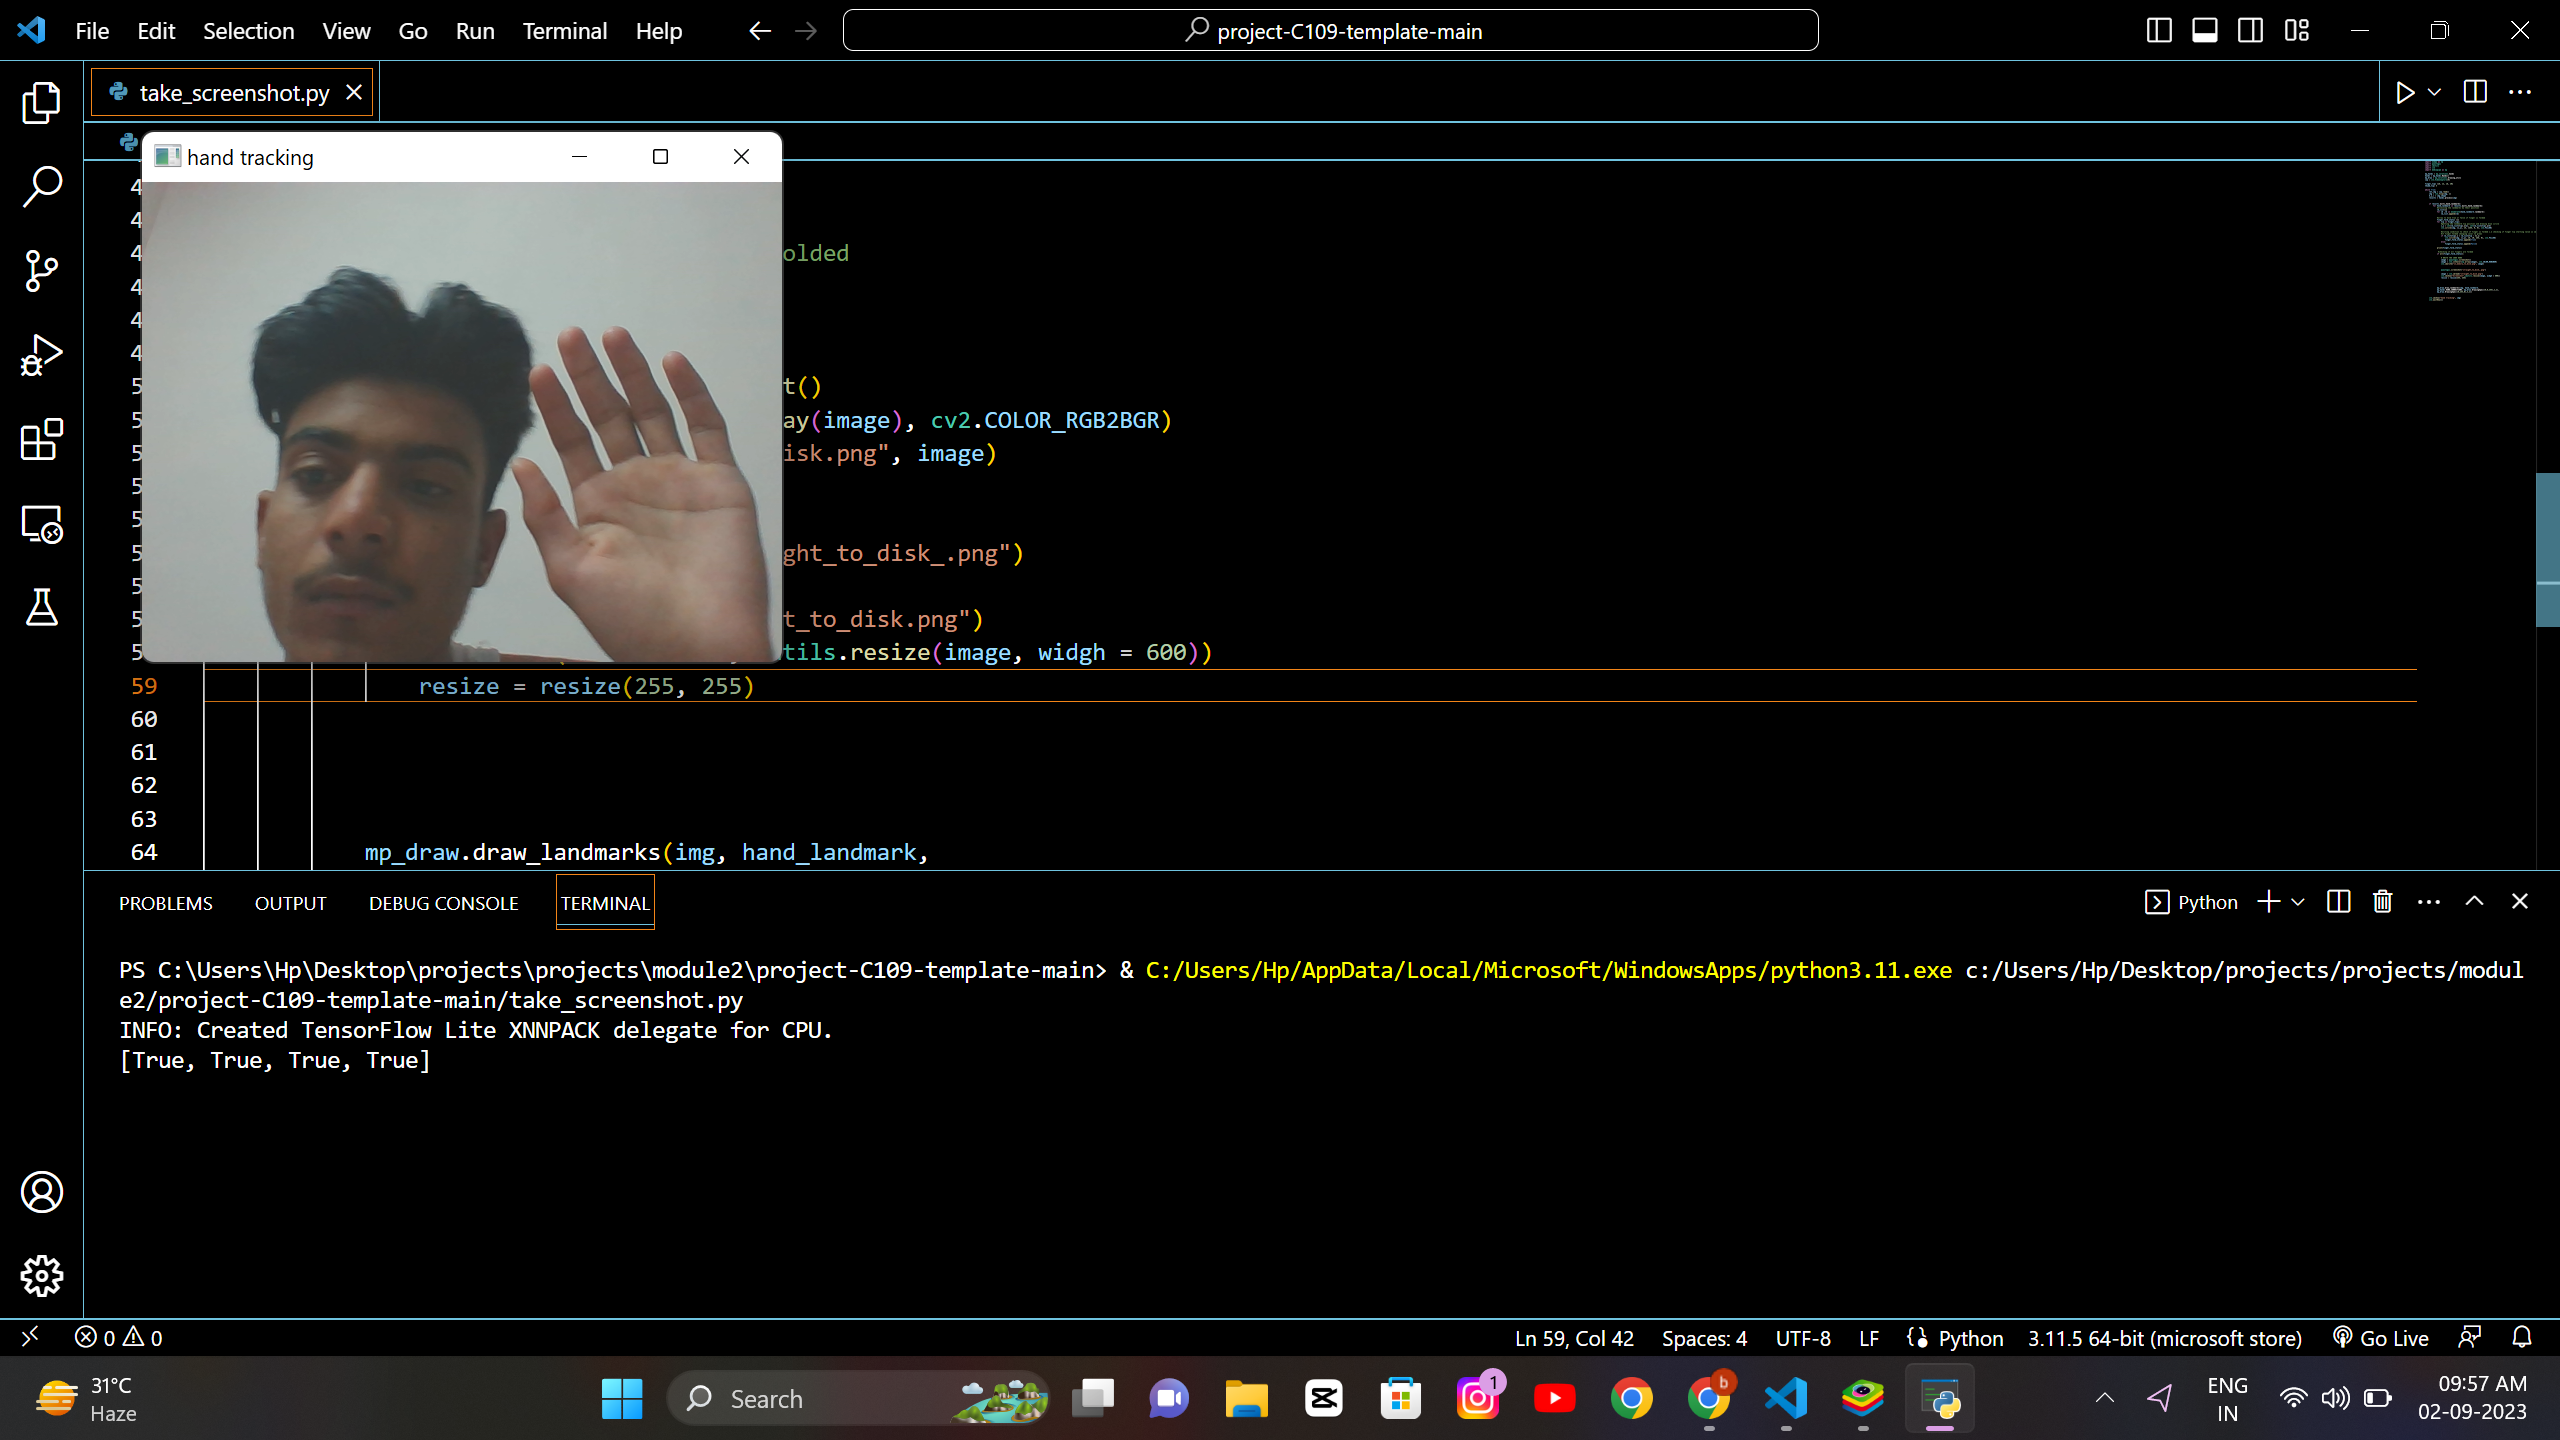 File Edit Selection View Go Run Terminal Help
project-C109-template-main
take_screenshot.py
hand tracking
4
4
4 olded
4
4
4
5 t()
5 ay(image), cv2.COLOR_RGB2BGR)
5 isk.png", image)
5
5
5 ght_to_disk_.png")
5
5 t_to_disk.png")
5 tils.resize(image, widgh = 600))
59 resize = resize(255, 255)
60
61
62
63
64 mp_draw.draw_landmarks(img, hand_landmark,
PROBLEMS OUTPUT DEBUG CONSOLE TERMINAL
Python
PS C:\Users\Hp\Desktop\projects\projects\module2\project-C109-template-main> & C:/Users/Hp/AppData/Local/Microsoft/WindowsApps/python3.11.exe c:/Users/Hp/Desktop/projects/projects/modul
e2/project-C109-template-main/take_screenshot.py
INFO: Created TensorFlow Lite XNNPACK delegate for CPU.
[True, True, True, True]
0 0 Ln 59, Col 42 Spaces: 4 UTF-8 LF Python 3.11.5 64-bit (microsoft store) Go Live
31°C
Haze
Search
1
b
ENG
IN
09:57 AM
02-09-2023